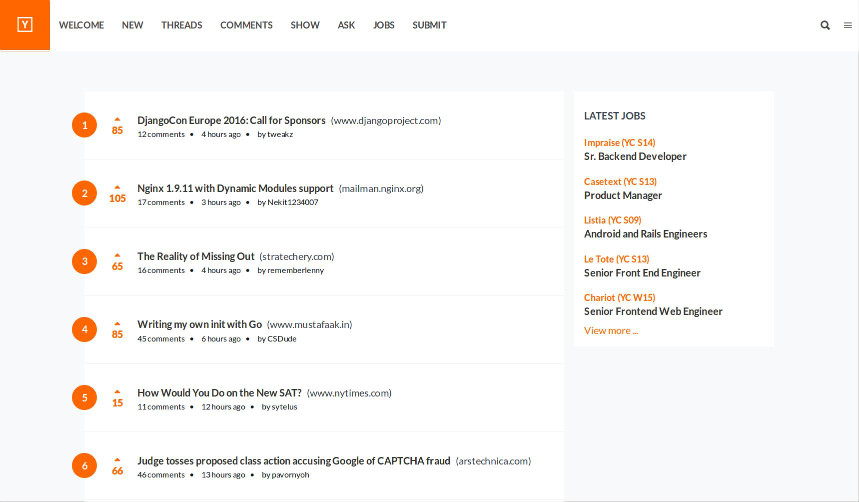 Y WELCOME NEW THREADS COMMENTS SHOW ASK JOBS SUBMIT
1
85
DjangoCon Europe 2016: Call for Sponsors (www.djangoproject.com)
12 comments • 4 hours ago • by tweakz
2
105
Nginx 1.9.11 with Dynamic Modules support (mailman.nginx.org)
17 comments • 3 hours ago • by Nekit1234007
3
65
The Reality of Missing Out (stratechery.com)
16 comments • 4 hours ago • by rememberlenny
4
85
Writing my own init with Go (www.mustafaak.in)
45 comments • 6 hours ago • by CSDude
5
15
How Would You Do on the New SAT? (www.nytimes.com)
11 comments • 12 hours ago • by sytelus
6
66
Judge tosses proposed class action accusing Google of CAPTCHA fraud (arstechnica.com)
46 comments • 13 hours ago • by pavornyoh
LATEST JOBS
Impraise (YC S14)
Sr. Backend Developer
Casetext (YC S13)
Product Manager
Listia (YC S09)
Android and Rails Engineers
Le Tote (YC S13)
Senior Front End Engineer
Chariot (YC W15)
Senior Frontend Web Engineer
View more ...